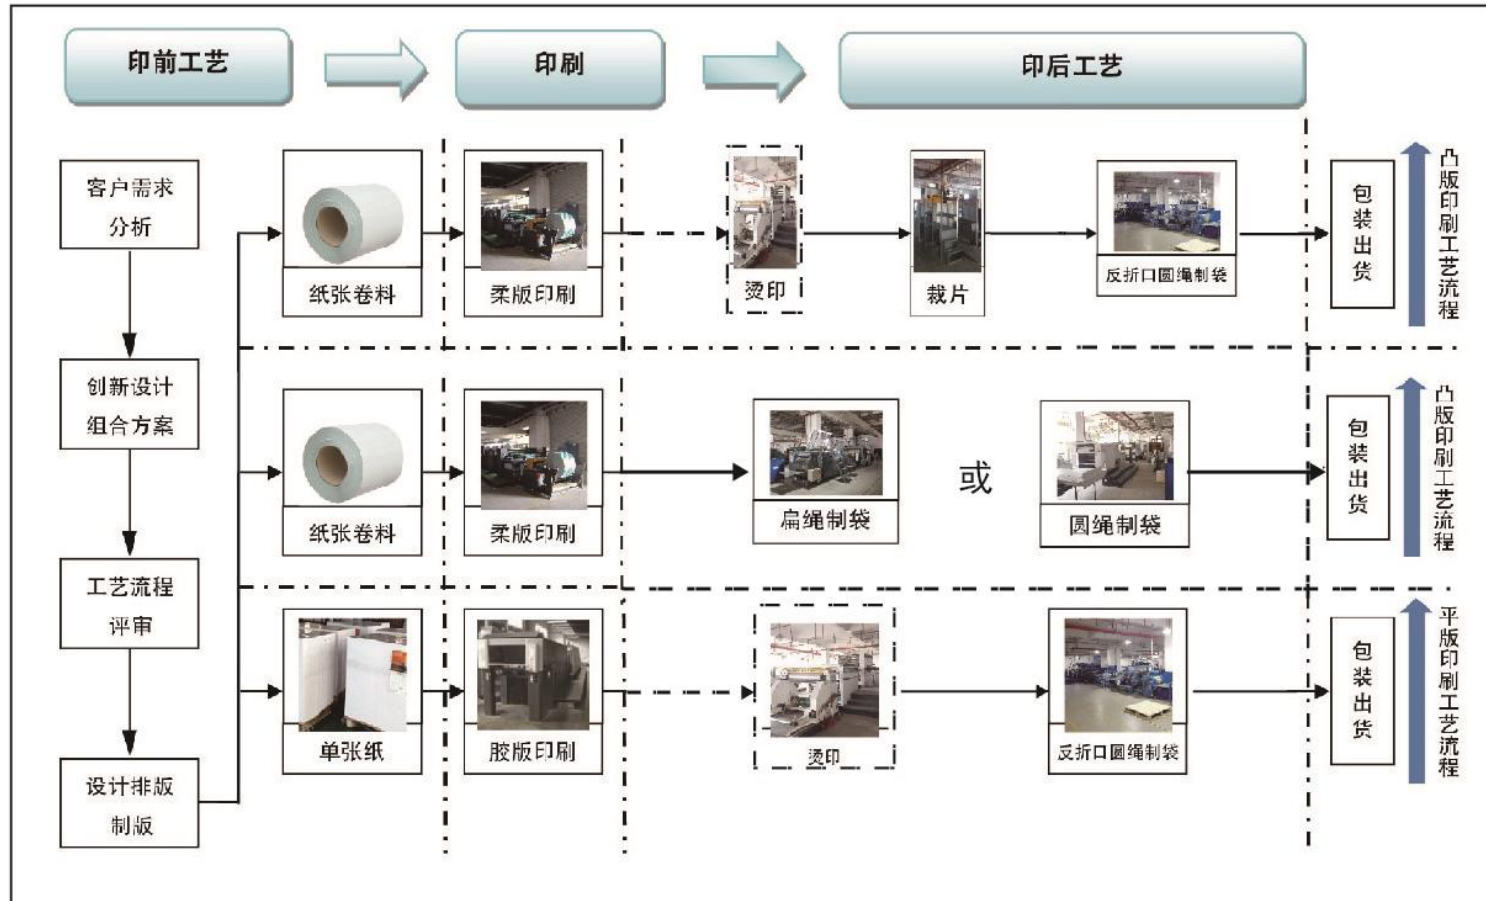 印前工艺
印刷
印后工艺
客户需求
分析
创新设计
组合方案
工艺流程
评审
设计排版
制版
纸张卷料
柔版印刷
烫印
裁片
反折口圆绳制袋
包装出货
凸版印刷工艺流程
纸张卷料
柔版印刷
扁绳制袋
或
圆绳制袋
包装出货
凸版印刷工艺流程
单张纸
胶版印刷
烫印
反折口圆绳制袋
包装出货
平版印刷工艺流程